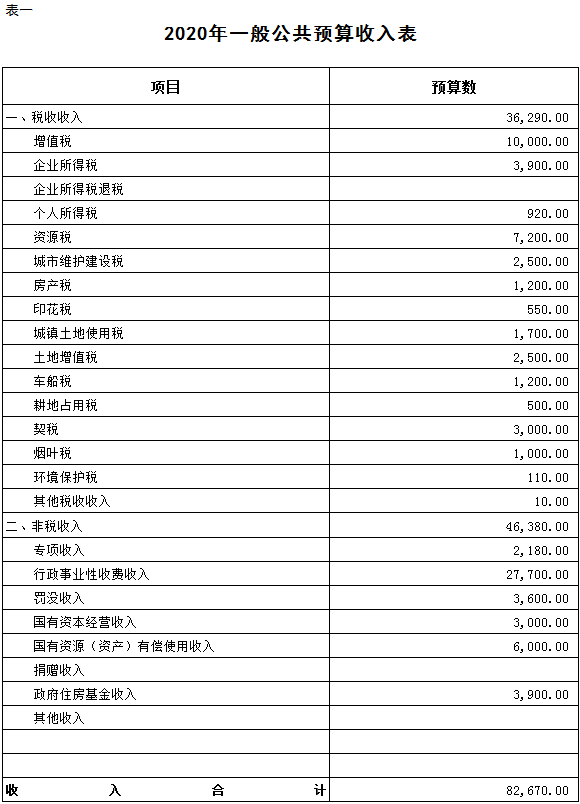 表一
2020年一般公共预算收入表
项目 预算数
一、税收收入 36,290.00
增值税 10,000.00
企业所得税 3,900.00
企业所得税退税
个人所得税 920.00
资源税 7,200.00
城市维护建设税 2,500.00
房产税 1,200.00
印花税 550.00
城镇土地使用税 1,700.00
土地增值税 2,500.00
车船税 1,200.00
耕地占用税 500.00
契税 3,000.00
烟叶税 1,000.00
环境保护税 110.00
其他税收收入 10.00
二、非税收入 46,380.00
专项收入 2,180.00
行政事业性收费收入 27,700.00
罚没收入 3,600.00
国有资本经营收入 3,000.00
国有资源（资产）有偿使用收入 6,000.00
捐赠收入
政府住房基金收入 3,900.00
其他收入
收入合计 82,670.00